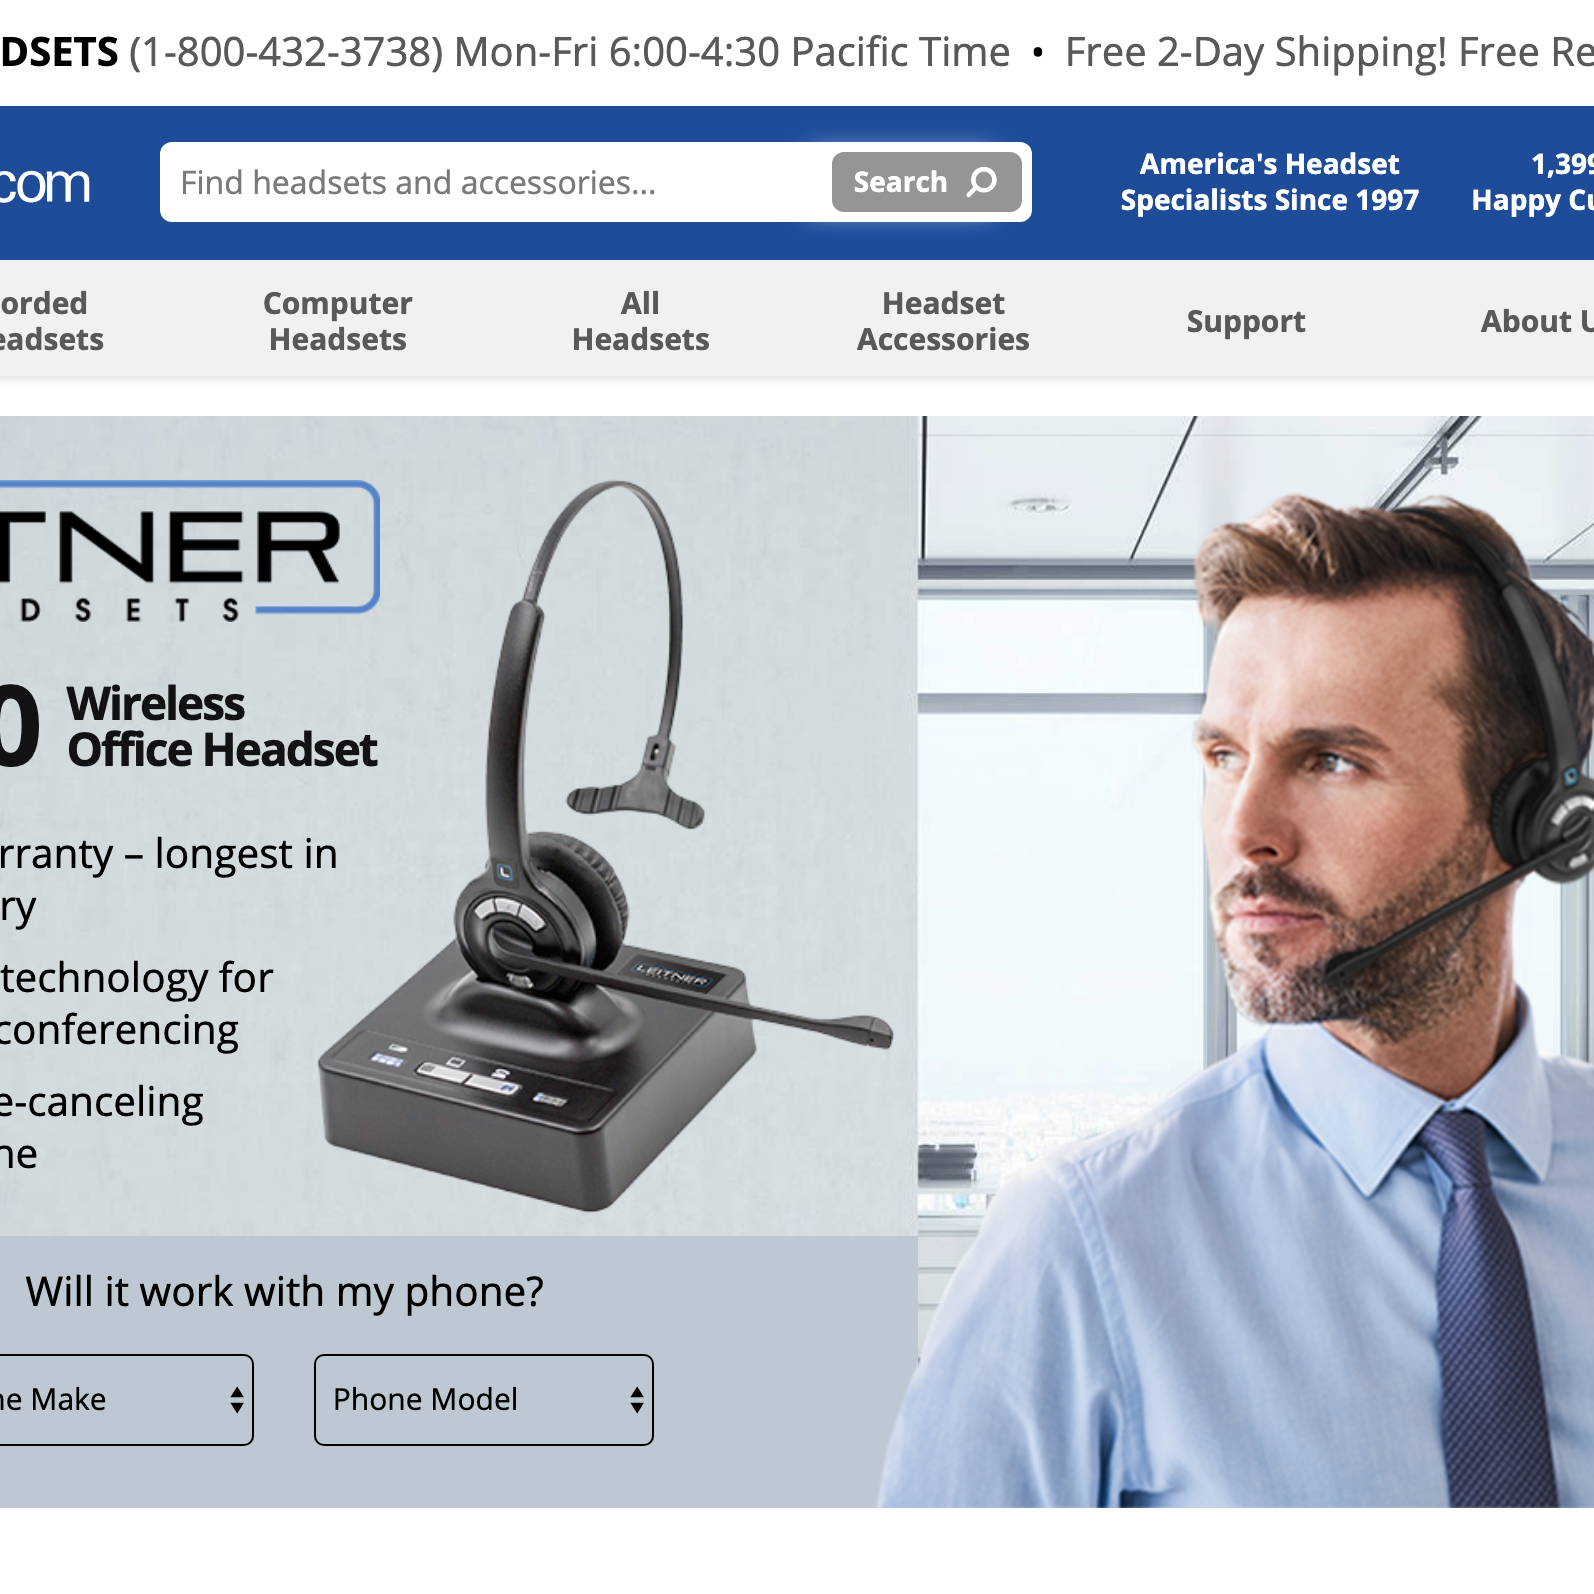 DSETS (1-800-432-3738) Mon-Fri 6:00-4:30 Pacific Time • Free 2-Day Shipping! Free Re
com
Find headsets and accessories...
Search
America's Headset
Specialists Since 1997
1,399
Happy Cu
orded
eadsets
Computer
Headsets
All
Headsets
Headset
Accessories
Support
About U
TNER
DSETS
0
Wireless
Office Headset
rranty – longest in
ry
technology for
conferencing
e-canceling
ne
LEITNER
Will it work with my phone?
ne Make
Phone Model